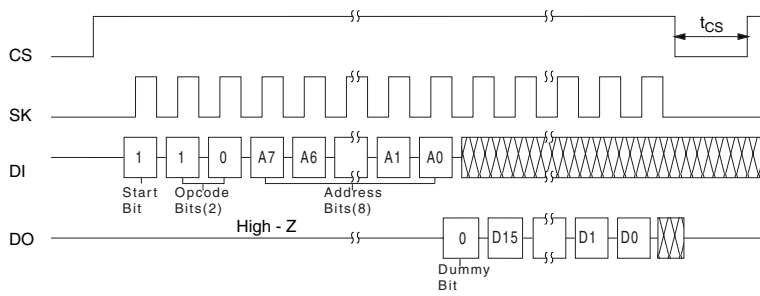 tCS
CS
SK
DI
1 1 0 A7 A6 A1 A0
Start Bit
Opcode Bits(2)
Address Bits(8)
High - Z
DO
0 D15 D1 D0
Dummy Bit